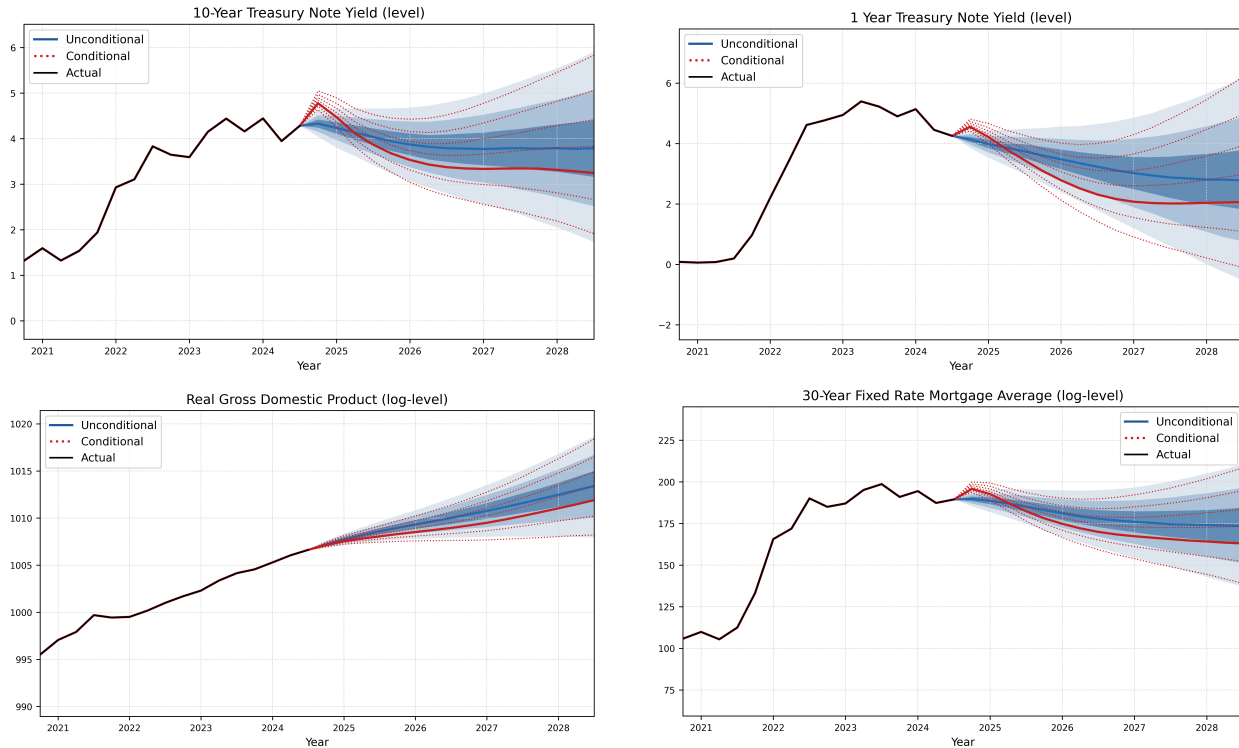 10-Year Treasury Note Yield (level)
Unconditional
Conditional
Actual
6
5
4
3
2
1
0
2021 2022 2023 2024 2025 2026 2027 2028
Year
1 Year Treasury Note Yield (level)
Unconditional
Conditional
Actual
6
4
2
0
−2
2021 2022 2023 2024 2025 2026 2027 2028
Year
Real Gross Domestic Product (log-level)
Unconditional
Conditional
Actual
1020
1015
1010
1005
1000
995
990
2021 2022 2023 2024 2025 2026 2027 2028
Year
30-Year Fixed Rate Mortgage Average (log-level)
Unconditional
Conditional
Actual
225
200
175
150
125
100
75
2021 2022 2023 2024 2025 2026 2027 2028
Year